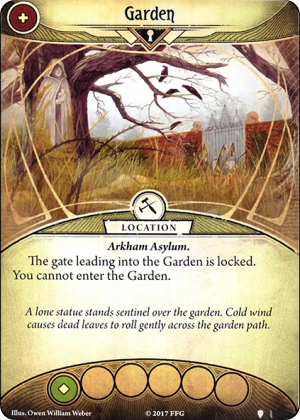 Garden
LOCATION
Arkham Asylum.
The gate leading into the Garden is locked.
You cannot enter the Garden.
A lone statue stands sentinel over the garden. Cold wind
causes dead leaves to roll gently across the garden path.
Illus. Owen William Weber
© 2017 FFG